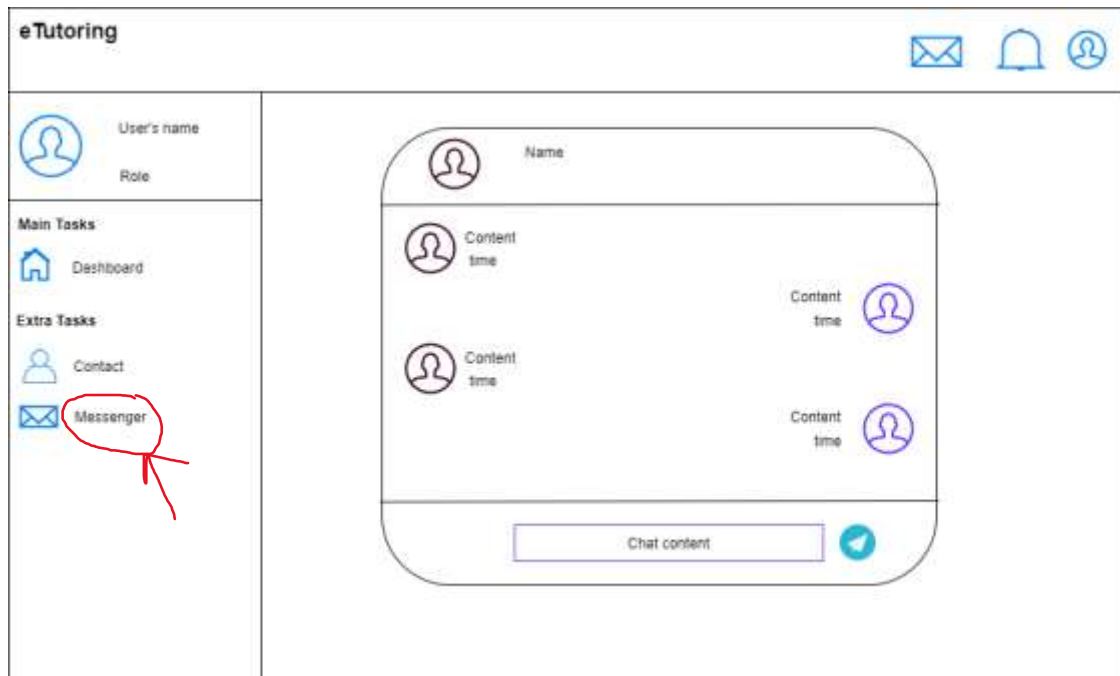 eTutoring
User's name
Role
Main Tasks
Dashboard
Extra Tasks
Contact
Messenger
Name
Content
time
Content
time
Content
time
Content
time
Chat content